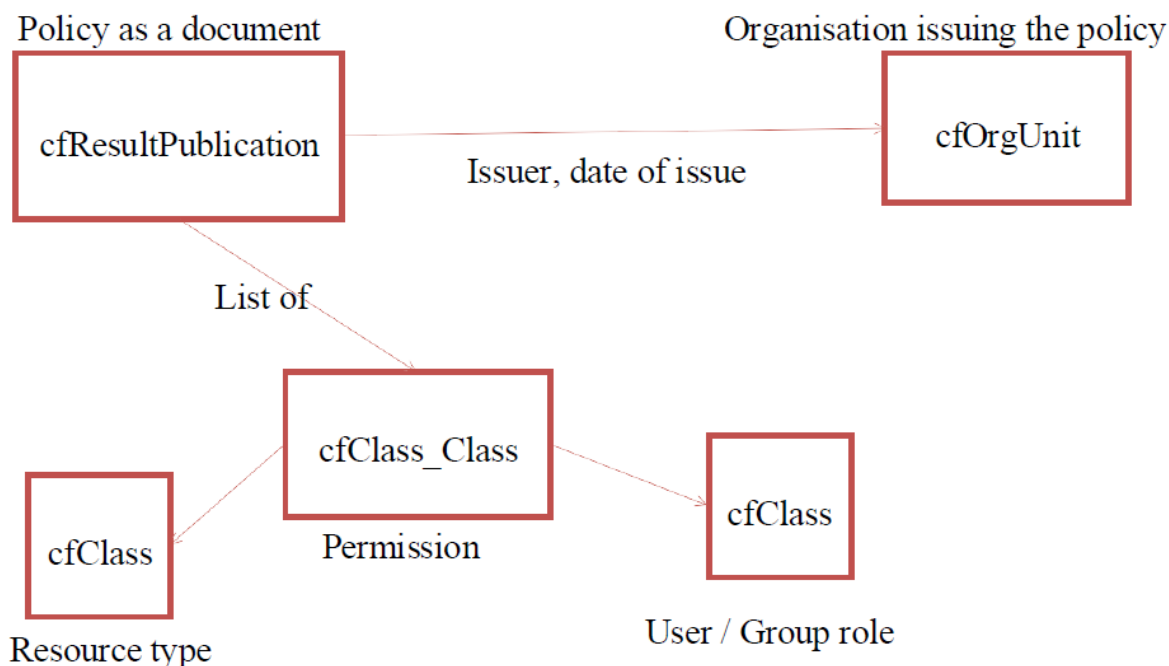 Policy as a document
Organisation issuing the policy
cfResultPublication
cfOrgUnit
Issuer, date of issue
List of
cfClass_Class
cfClass
cfClass
Permission
User / Group role
Resource type